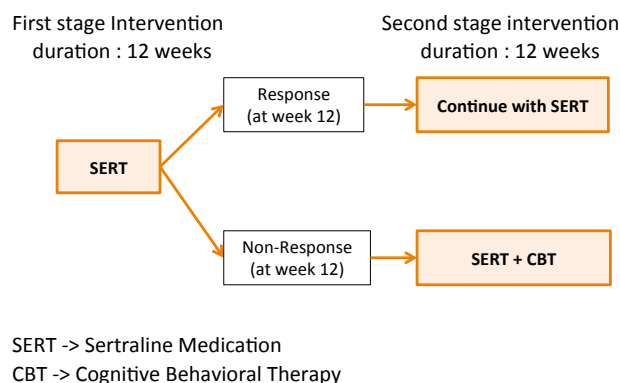 First stage Intervention
duration : 12 weeks
Second stage intervention
duration : 12 weeks
Response
(at week 12)
Continue with SERT
SERT
Non-Response
(at week 12)
SERT + CBT
SERT -> Sertraline Medication
CBT -> Cognitive Behavioral Therapy